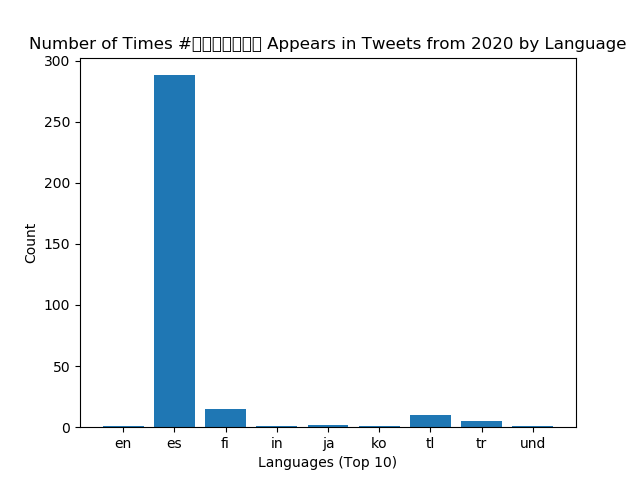 Number of Times #▯▯▯▯▯▯▯ Appears in Tweets from 2020 by Language
300
250
200
150
100
50
0
Count
en es fi in ja ko tl tr und
Languages (Top 10)